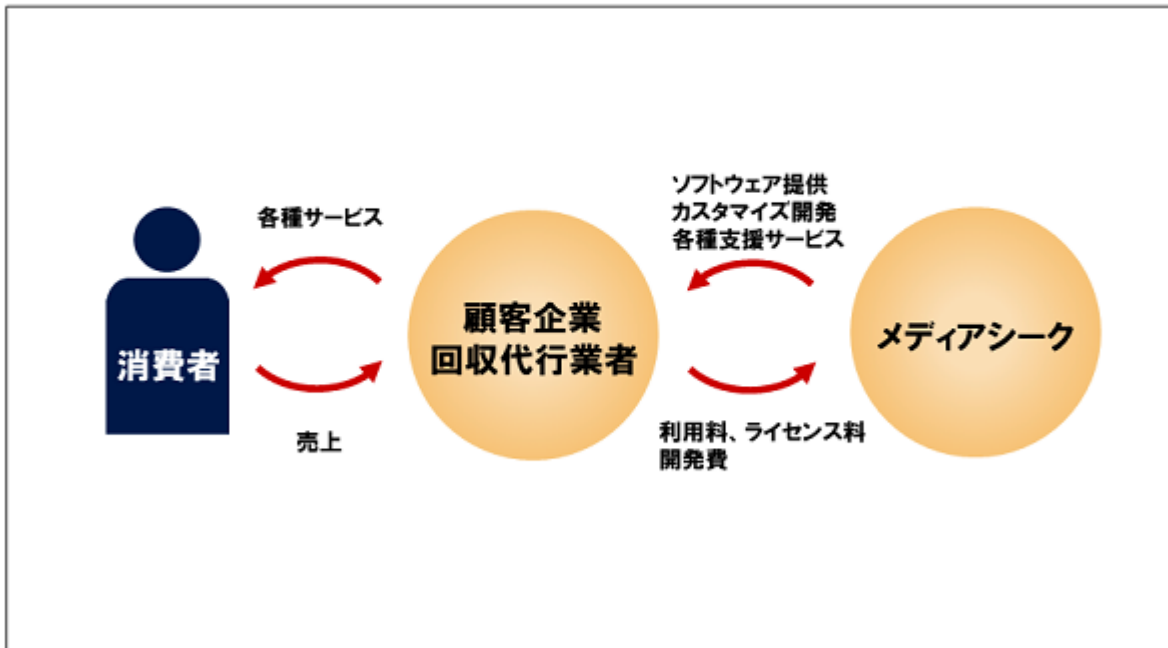 各種サービス
消費者
売上
顧客企業
回収代行業者
ソフトウェア提供
カスタマイズ開発
各種支援サービス
利用料、ライセンス料
開発費
メディアシーク